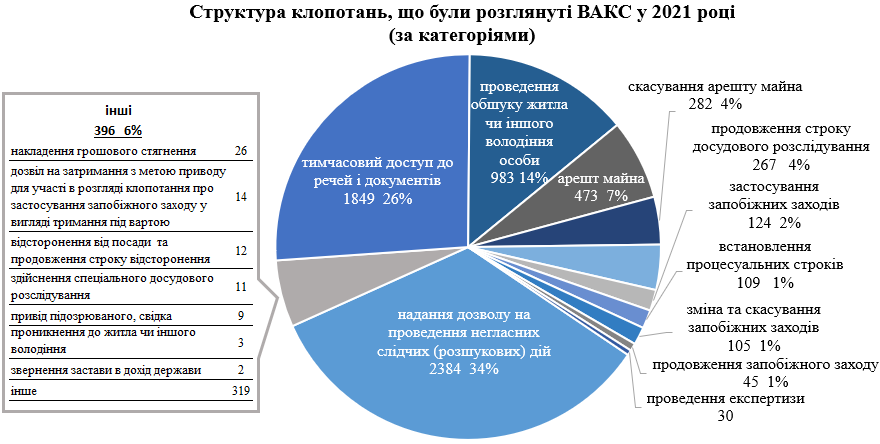 Структура клопотань, що були розглянуті ВАКС у 2021 році
(за категоріями)
інші
396 6%
накладення грошового стягнення 26
дозвіл на затримання з метою приводу
для участі в розгляді клопотання про
застосування запобіжного заходу у
вигляді тримання під вартою
14
відсторонення від посади та
продовження строку відсторонення
12
здійснення спеціального досудового
розслідування
11
привід підозрюваного, свідка 9
проникнення до житла чи іншого
володіння
3
звернення застави в дохід держави 2
інше 319
тимчасовий доступ до
речей і документів
1849 26%
проведення
обшуку житла
чи іншого
володіння
особи
983 14%
арешт майна
473 7%
скасування арешту майна
282 4%
продовження строку
досудового розслідування
267 4%
застосування
запобіжних заходів
124 2%
встановлення
процесуальних строків
109 1%
зміна та скасування
запобіжних заходів
105 1%
продовження запобіжного заходу
45 1%
проведення експертизи
30
надання дозволу на
проведення негласних
слідчих (розшукових) дій
2384 34%